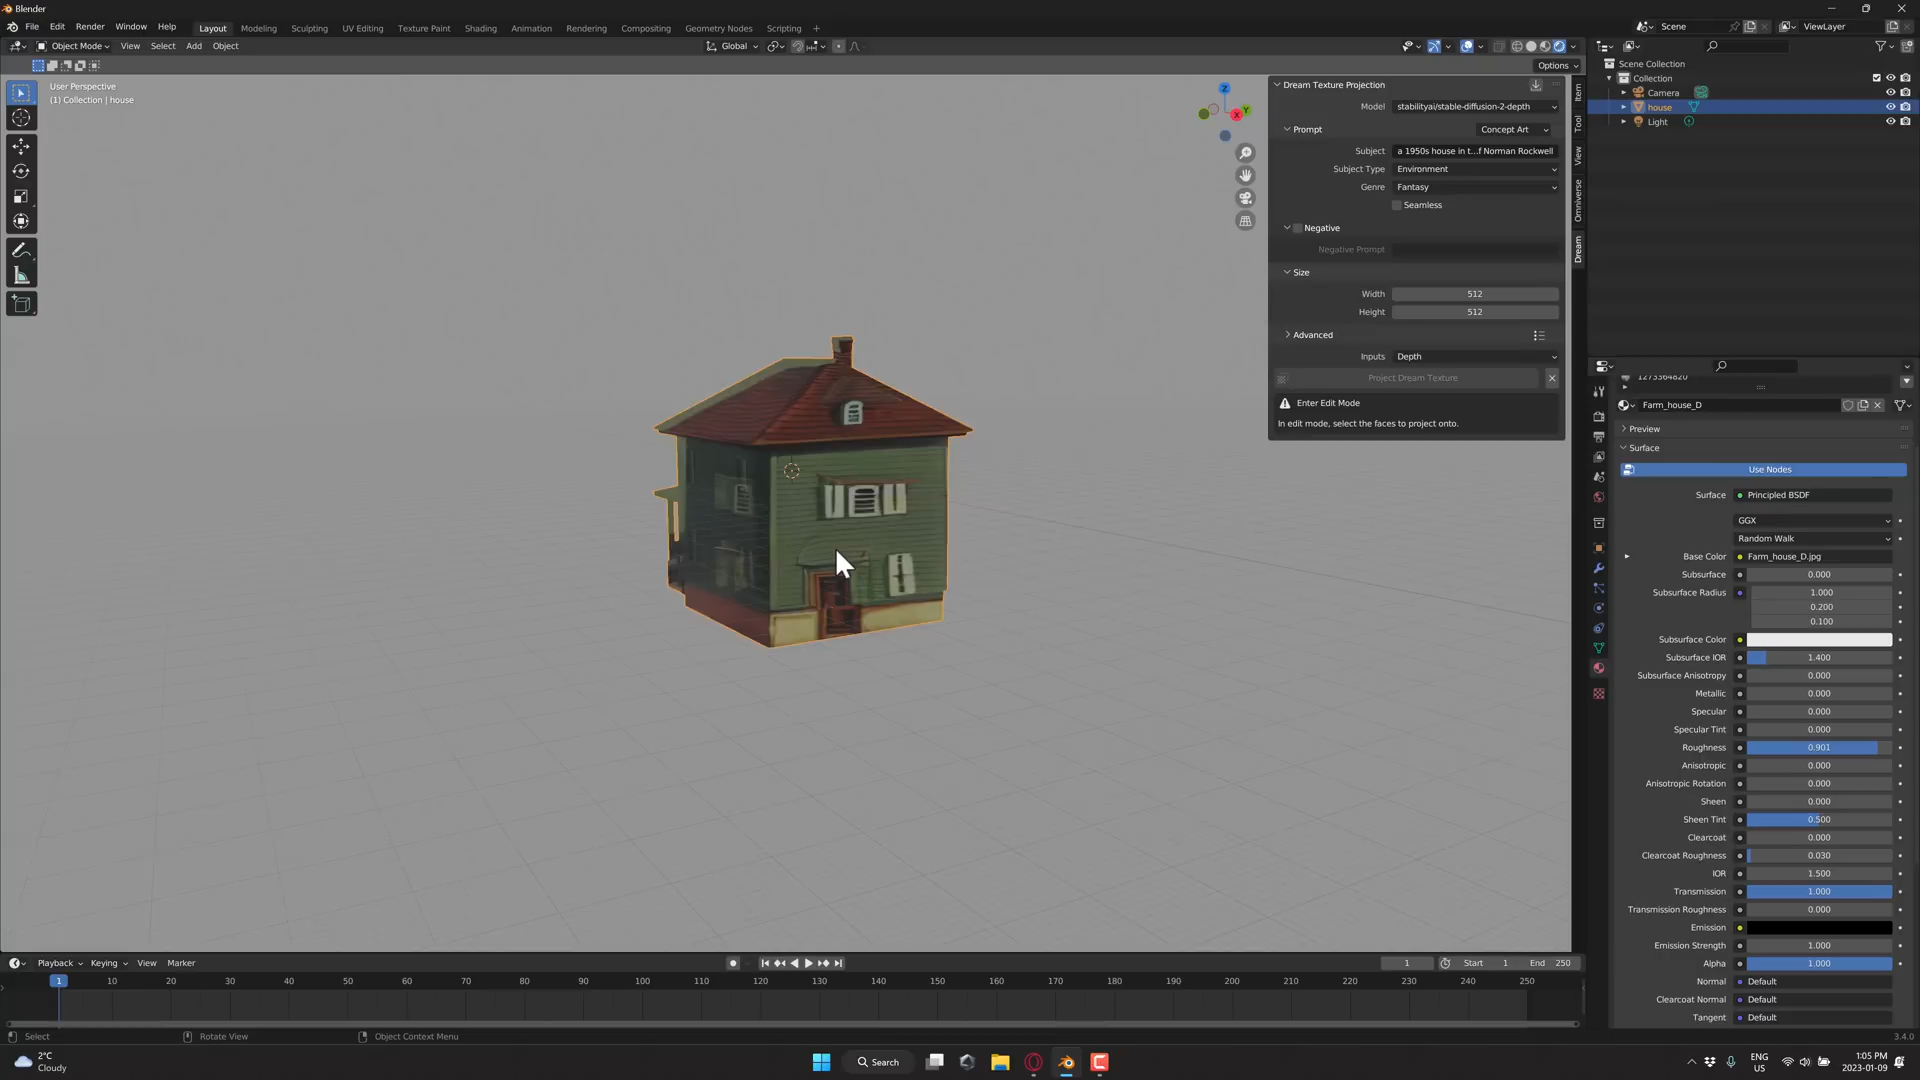 Blender
File Edit Render Window Help Layout Modeling Sculpting UV Editing Texture Paint Shading Animation Rendering Compositing Geometry Nodes Scripting + Scene ViewLayer
Object Mode View Select Add Object Global
Options
User Perspective
(1) Collection | house
Z
Y
X
Dream Texture Projection
Model stabilityai/stable-diffusion-2-depth
Prompt Concept Art
Subject a 1950s house in t...f Norman Rockwell
Subject Type Environment
Genre Fantasy
Seamless
Negative
Negative Prompt
Size
Width 512
Height 512
Advanced
Inputs Depth
Project Dream Texture
Enter Edit Mode
In edit mode, select the faces to project onto.
Item
Tool
View
Omniverse
Dream
Scene Collection
Collection
Camera
house
Light
1273364820
Farm_house_D
Preview
Surface
Use Nodes
Surface Principled BSDF
GGX
Random Walk
Base Color Farm_house_D.jpg
Subsurface 0.000
Subsurface Radius 1.000
0.200
0.100
Subsurface Color
Subsurface IOR 1.400
Subsurface Anisotropy 0.000
Metallic 0.000
Specular 0.000
Specular Tint 0.000
Roughness 0.901
Anisotropic 0.000
Anisotropic Rotation 0.000
Sheen 0.000
Sheen Tint 0.500
Clearcoat 0.000
Clearcoat Roughness 0.030
IOR 1.500
Transmission 1.000
Transmission Roughness 0.000
Emission
Emission Strength 1.000
Alpha 1.000
Normal Default
Clearcoat Normal Default
Tangent Default
Playback Keying View Marker 1 Start 1 End 250
1 10 20 30 40 50 60 70 80 90 100 110 120 130 140 150 160 170 180 190 200 210 220 230 240 250
Select Rotate View Object Context Menu 3.4.0
2°C
Cloudy
Search
ENG
US
1:05 PM
2023-01-09